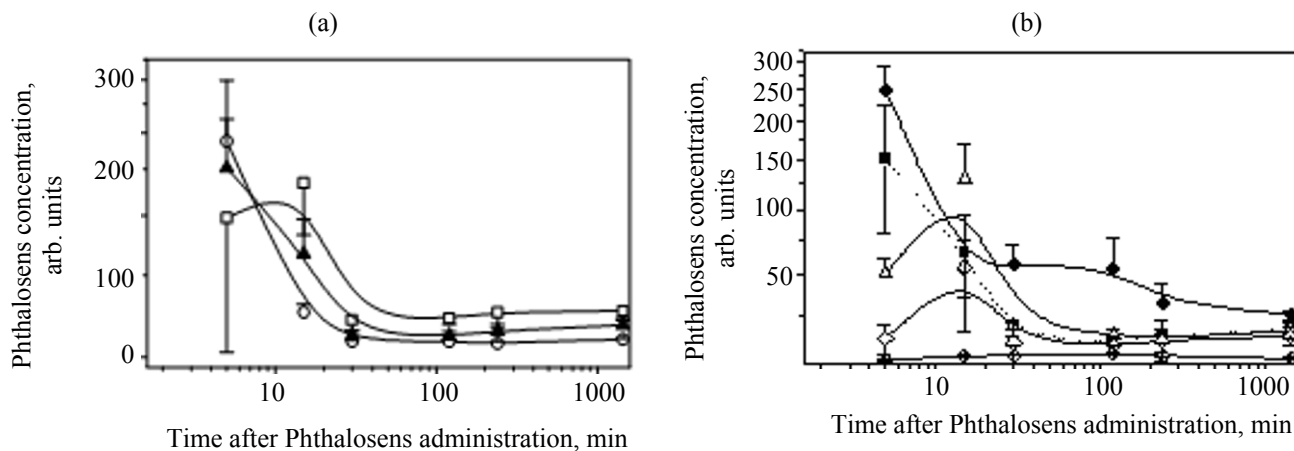 (a)
Phthalosens concentration,
arb. units
300
200
100
0
10
100
1000
Time after Phthalosens administration, min
(b)
Phthalosens concentration,
arb. units
300
250
200
150
100
50
10
100
1000
Time after Phthalosens administration, min